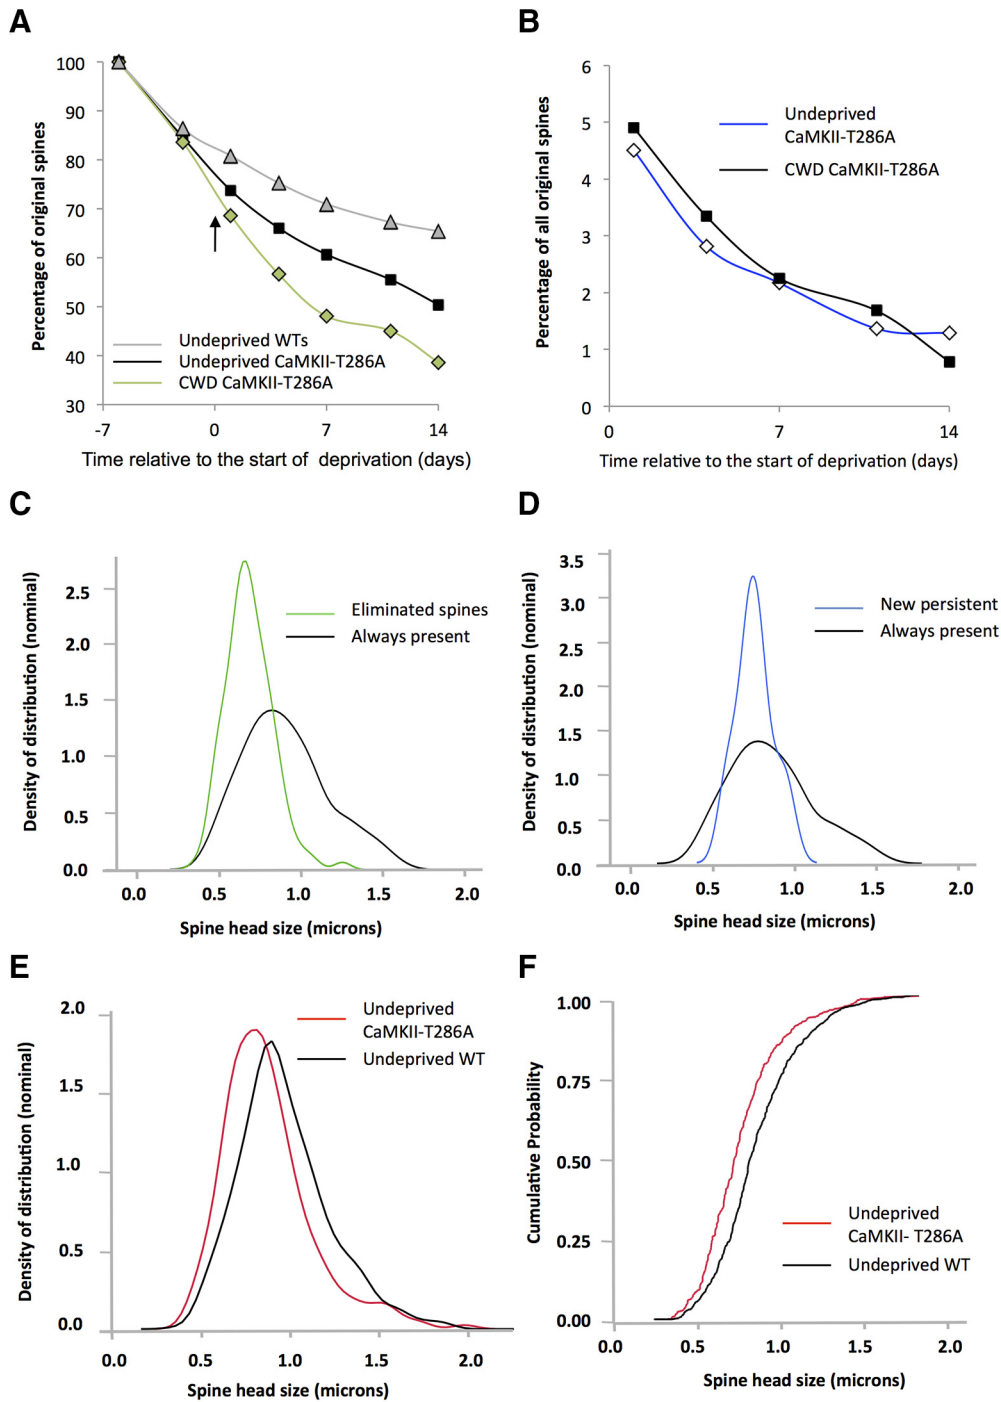 A
Percentage of original spines
100
90
80
70
60
50
40
30
Undeprived WTs
Undeprived CaMKII-T286A
CWD CaMKII-T286A
-7
0
7
14
Time relative to the start of deprivation (days)
B
Percentage of all original spines
6
5
4
3
2
1
0
Undeprived
CaMKII-T286A
CWD CaMKII-T286A
0
7
14
Time relative to the start of deprivation (days)
C
Density of distribution (nominal)
2.5
2.0
1.5
1.0
0.5
0.0
Eliminated spines
Always present
0.0
0.5
1.0
1.5
2.0
Spine head size (microns)
D
Density of distribution (nominal)
3.5
3.0
2.5
2.0
1.5
1.0
0.5
0.0
New persistent
Always present
0.0
0.5
1.0
1.5
2.0
Spine head size (microns)
E
Density of distribution (nominal)
2.0
1.5
1.0
0.5
0.0
Undeprived
CaMKII-T286A
Undeprived WT
0.0
0.5
1.0
1.5
2.0
Spine head size (microns)
F
Cumulative Probability
1.00
0.75
0.50
0.25
0.00
Undeprived
CaMKII- T286A
Undeprived WT
0.0
0.5
1.0
1.5
2.0
Spine head size (microns)